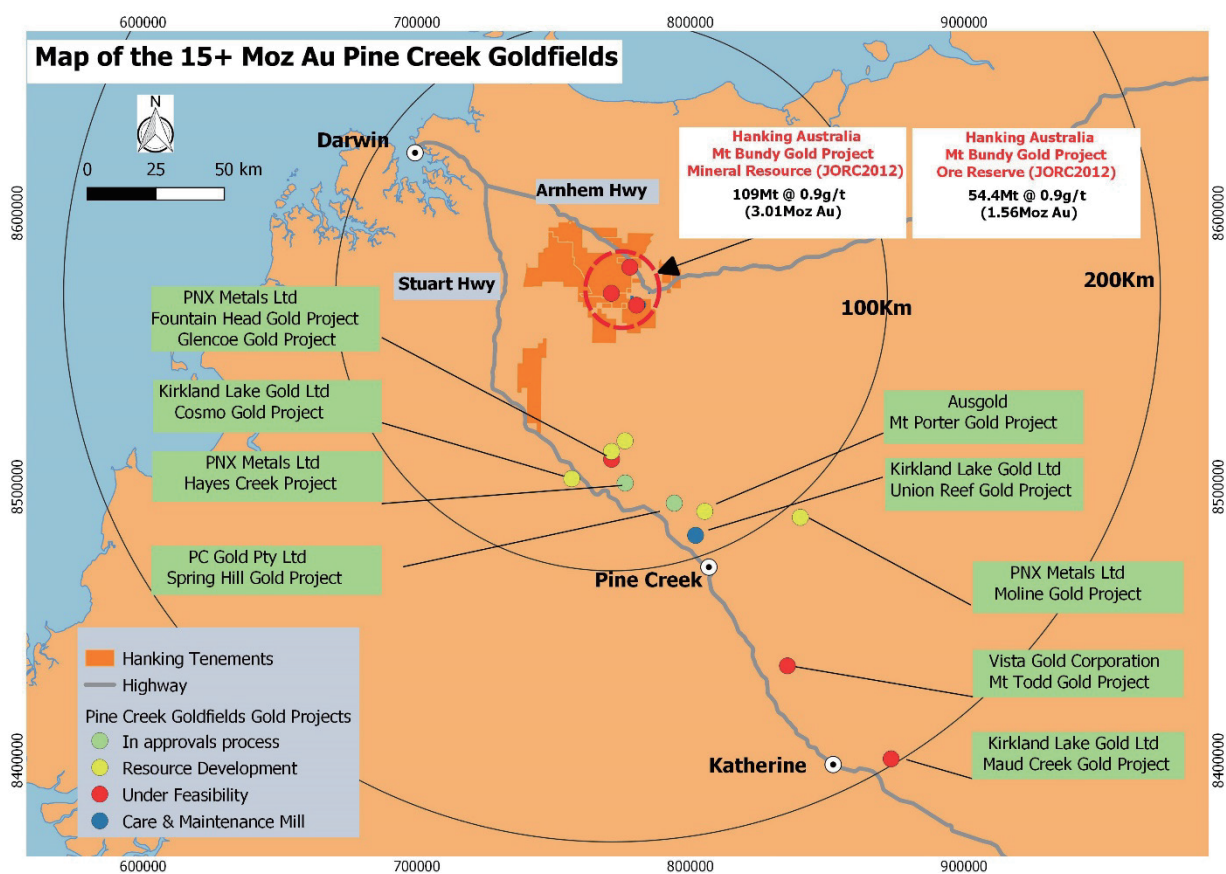 600000
700000
800000
900000
Map of the 15+ Moz Au Pine Creek Goldfields
N
0 25 50 km
Darwin
Arnhem Hwy
Stuart Hwy
Hanking Australia
Mt Bundy Gold Project
Mineral Resource (JORC2012)
109Mt @ 0.9g/t
(3.01Moz Au)
Hanking Australia
Mt Bundy Gold Project
Ore Reserve (JORC2012)
54.4Mt @ 0.9g/t
(1.56Moz Au)
8600000
8600000
200Km
100Km
PNX Metals Ltd
Fountain Head Gold Project
Glencoe Gold Project
Kirkland Lake Gold Ltd
Cosmo Gold Project
PNX Metals Ltd
Hayes Creek Project
PC Gold Pty Ltd
Spring Hill Gold Project
Ausgold
Mt Porter Gold Project
Kirkland Lake Gold Ltd
Union Reef Gold Project
8500000
8500000
Pine Creek
PNX Metals Ltd
Moline Gold Project
Vista Gold Corporation
Mt Todd Gold Project
Kirkland Lake Gold Ltd
Maud Creek Gold Project
Katherine
Hanking Tenements
Highway
Pine Creek Goldfields Gold Projects
In approvals process
Resource Development
Under Feasibility
Care & Maintenance Mill
8400000
8400000
600000
700000
800000
900000